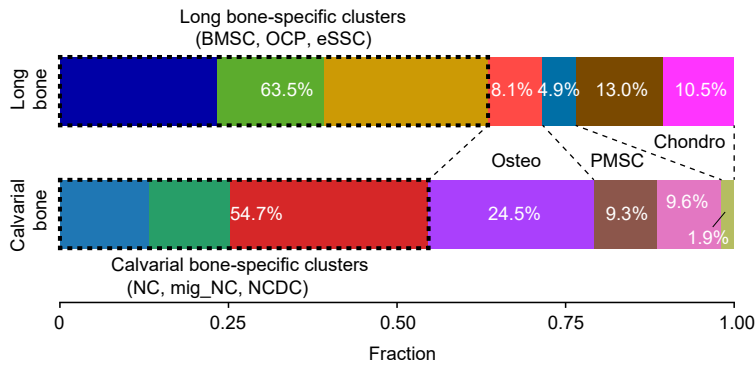 Long bone-specific clusters
(BMSC, OCP, eSSC)
Long
bone
63.5%
8.1%
4.9%
13.0%
10.5%
Osteo
PMSC
Chondro
Calvarial
bone
54.7%
24.5%
9.3%
9.6%
1.9%
Calvarial bone-specific clusters
(NC, mig_NC, NCDC)
0
0.25
0.50
0.75
1.00
Fraction